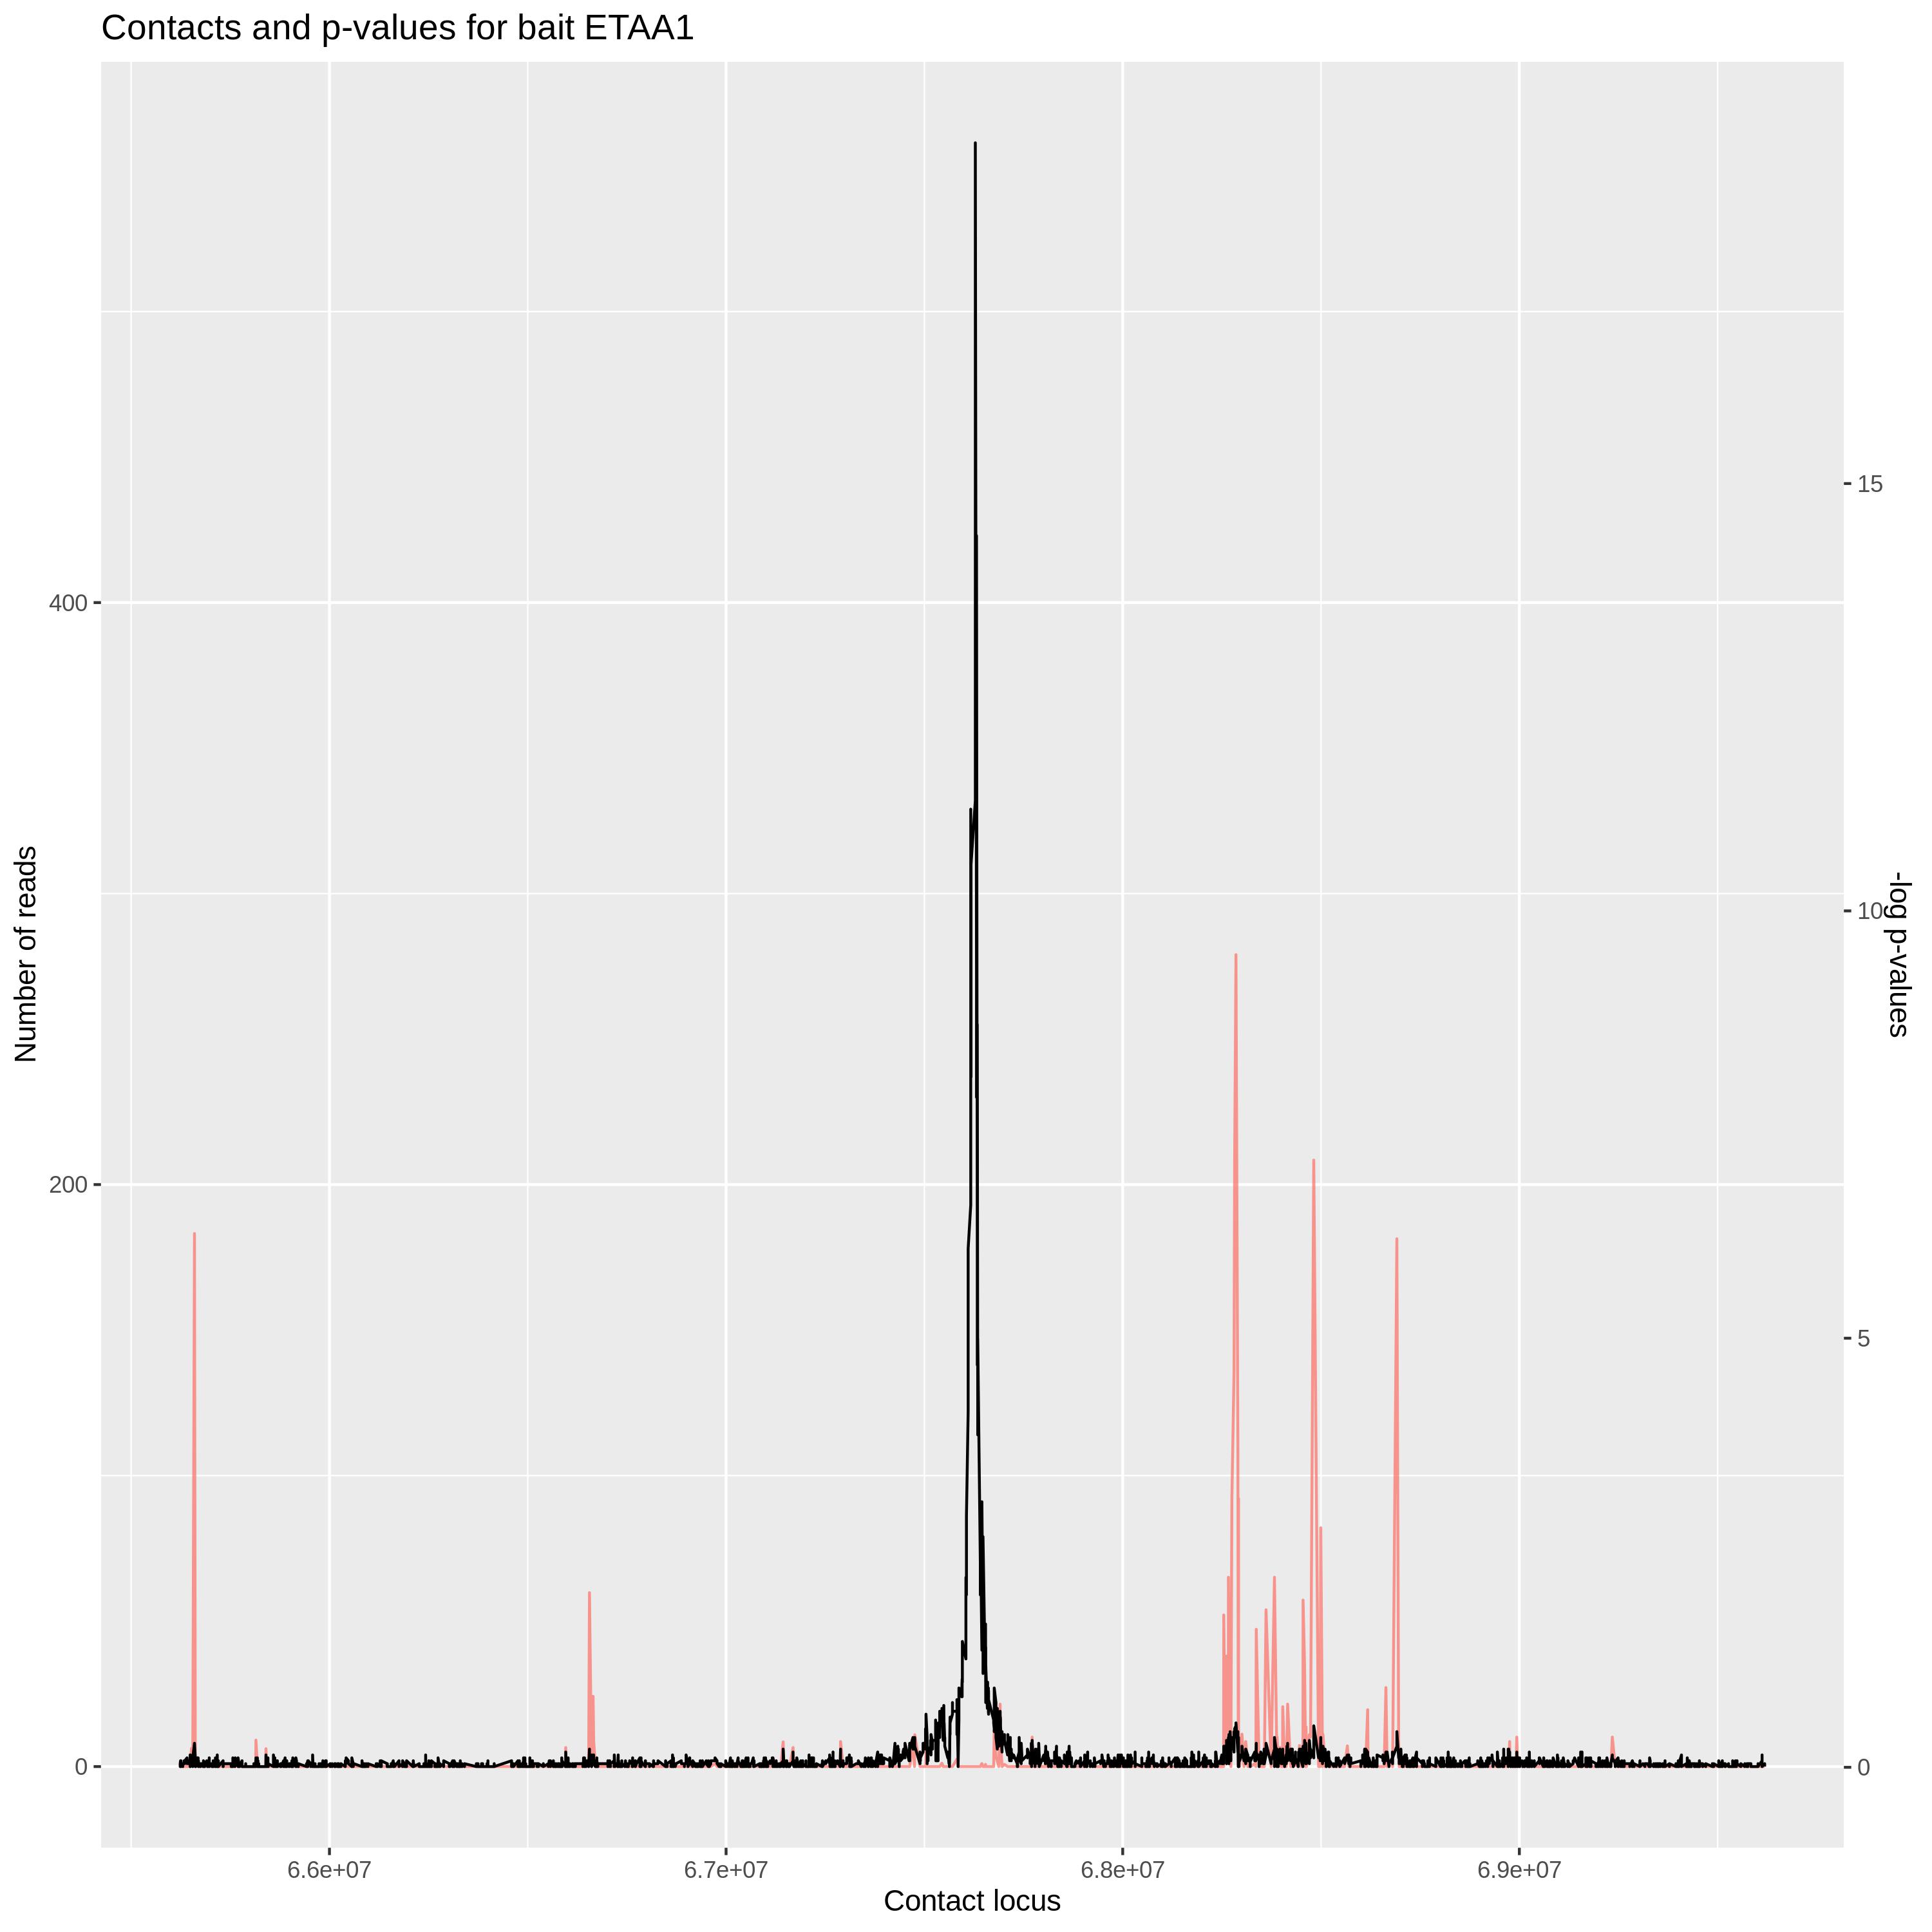 Contacts and p-values for bait ETAA1
Number of reads
400
200
0
15
10
5
0
-log p-values
6.6e+07 6.7e+07 6.8e+07 6.9e+07
Contact locus